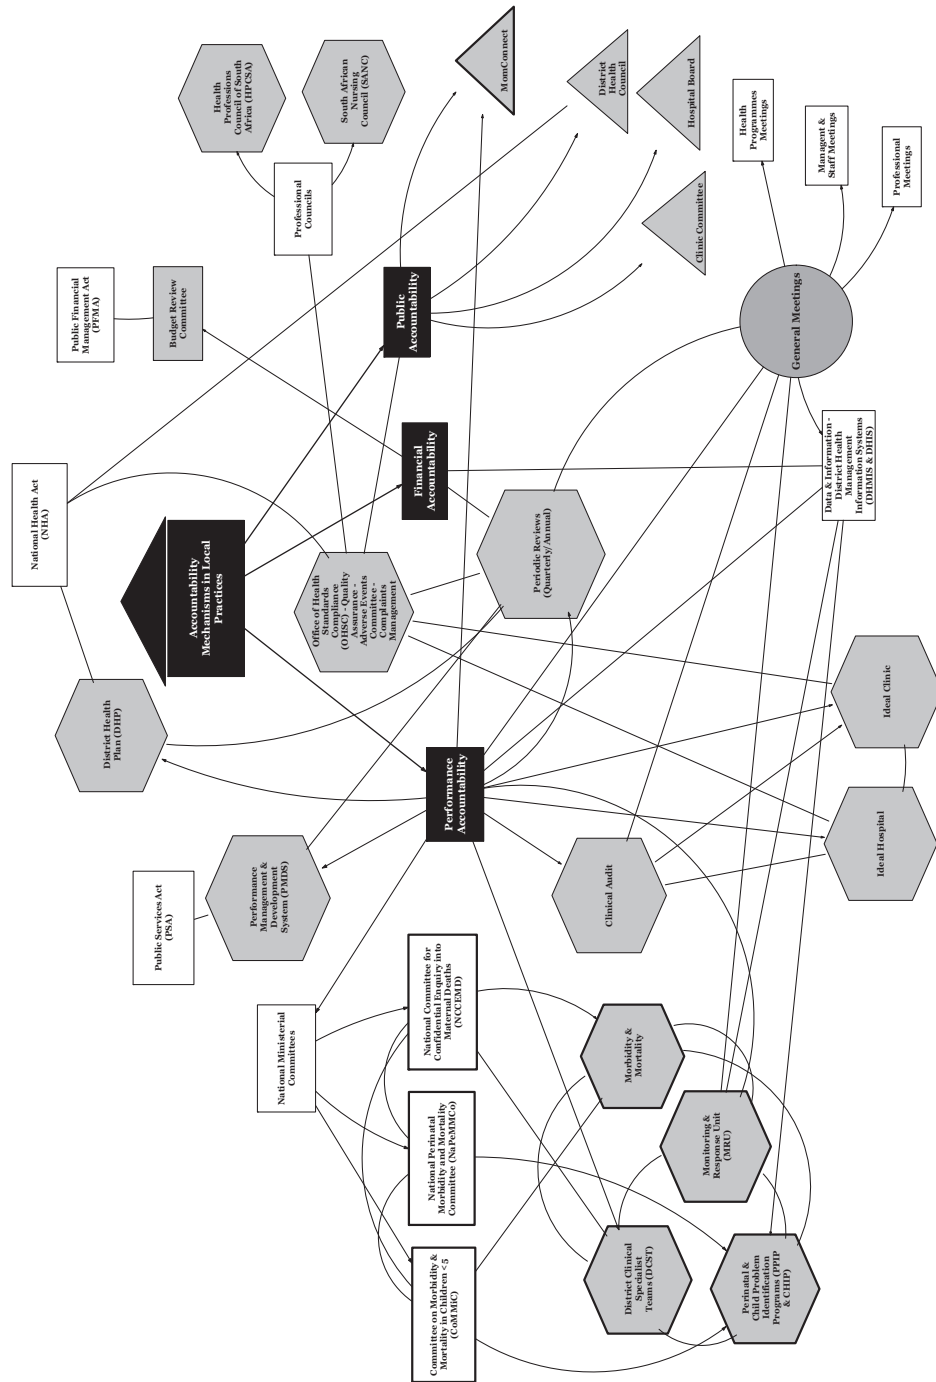 National Health Act
(NHA)
Public Financial
Management Act
(PFMA)
District Health
Plan (DHP)
Public Services Act
(PSA)
Budget Review
Committee
Health
Professions
Council of South
Africa (HPCSA)
Accountability
Mechanisms in Local
Practices
Performance
Management &
Development
System (PMDS)
National Ministerial
Committees
Professional
Councils
South African
Nursing
Council (SANC)
Office of Health
Standards
Compliance
(OHSC) - Quality
Assurance -
Adverse Events
Committee -
Complaints
Management
Public
Accountability
Financial
Accountability
Performance
Accountability
Committee on Morbidity &
Mortality in Children <5
(CoMMiC)
National Perinatal
Morbidity and Mortality
Committee (NaPeMMCo)
National Committee for
Confidential Enquiry into
Maternal Deaths
(NCCEMD)
MomConnect
Periodic Reviews
(Quarterly/Annual)
District
Health
Council
Clinical Audit
Morbidity &
Mortality
District Clinical
Specialist
Teams (DCST)
Hospital Board
Clinic Committee
Monitoring &
Response Unit
(MRU)
Perinatal &
Child Problem
Identification
Programs (PPIP
& CHIP)
Health
Programmes
Meetings
General Meetings
Managent &
Staff Meetings
Professional
Meetings
Data & Information -
District Health
Management
Information Systems
(DHMIS & DHIS)
Ideal Clinic
Ideal Hospital